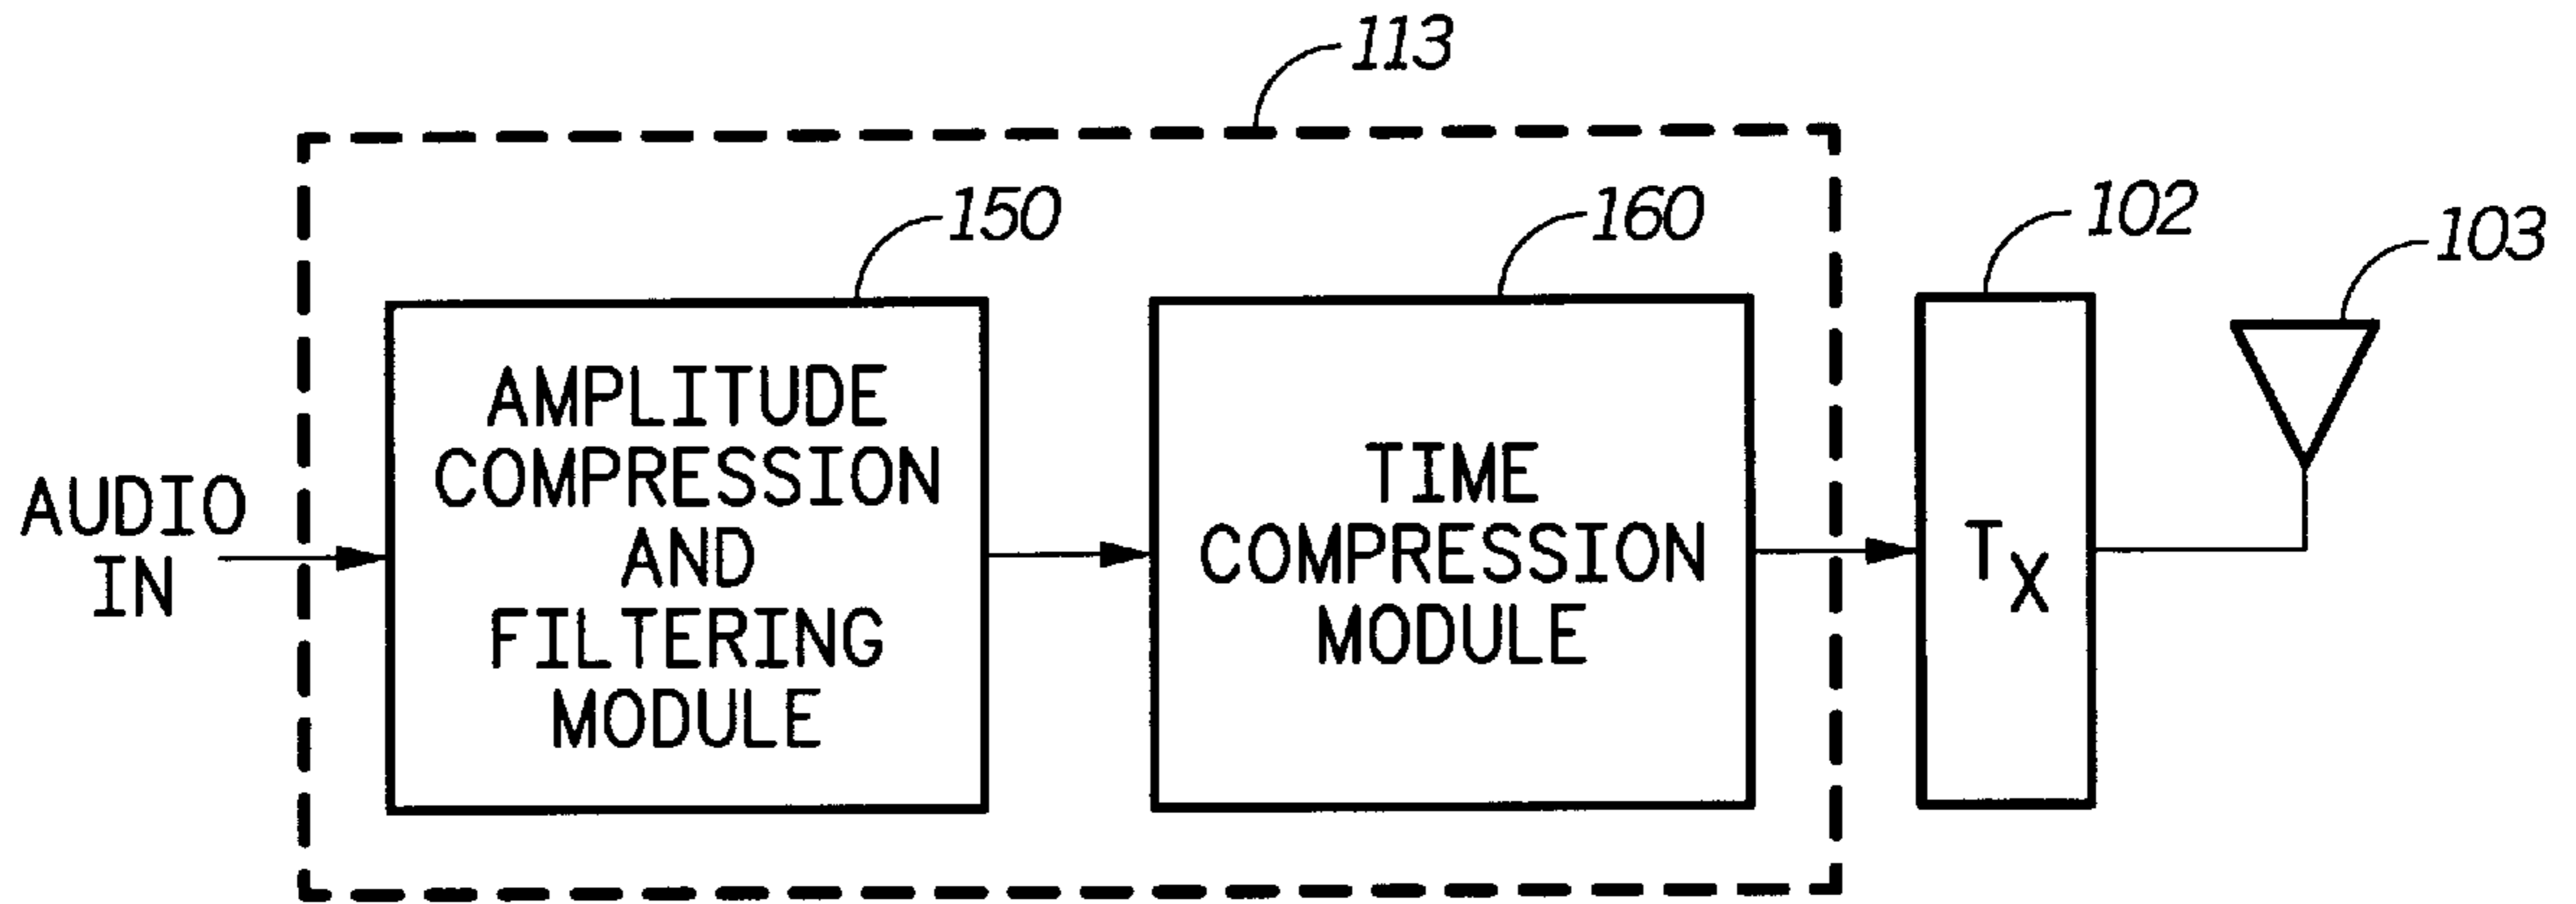 113
150
160
102
103
AMPLITUDE
COMPRESSION
AND
FILTERING
MODULE
TIME
COMPRESSION
MODULE
AUDIO
IN
TX